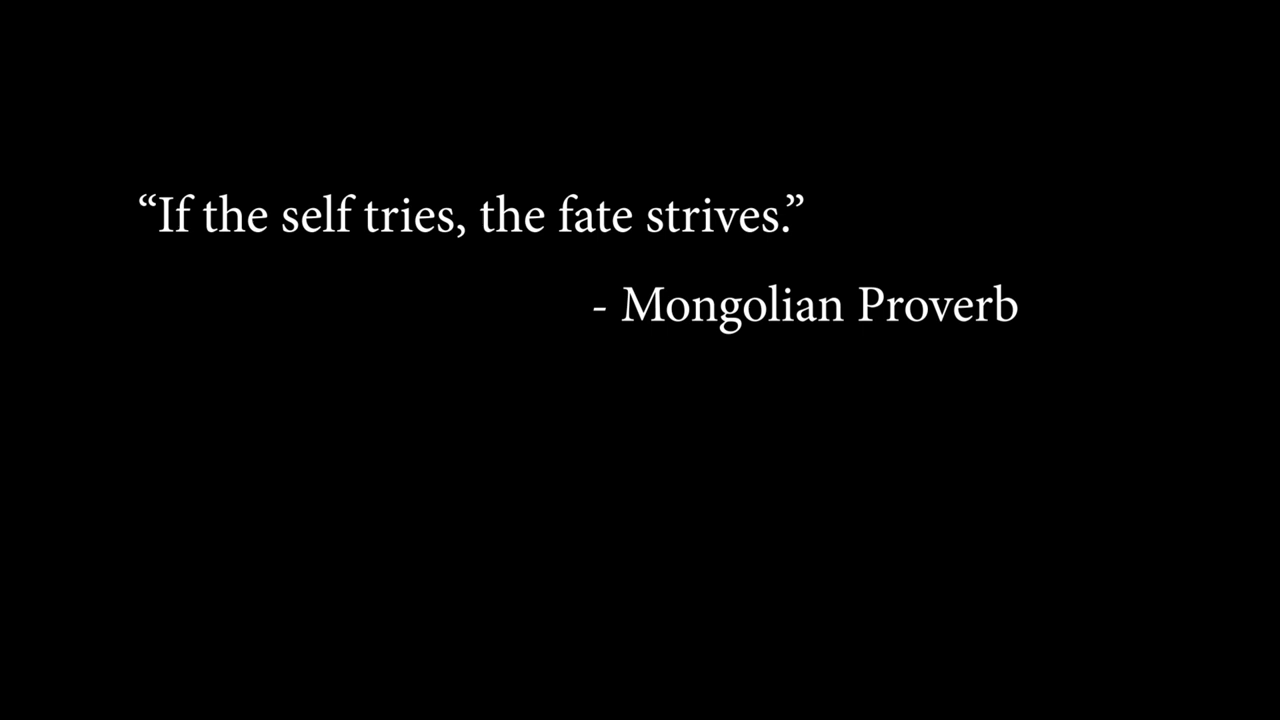 “If the self tries, the fate strives.”
- Mongolian Proverb